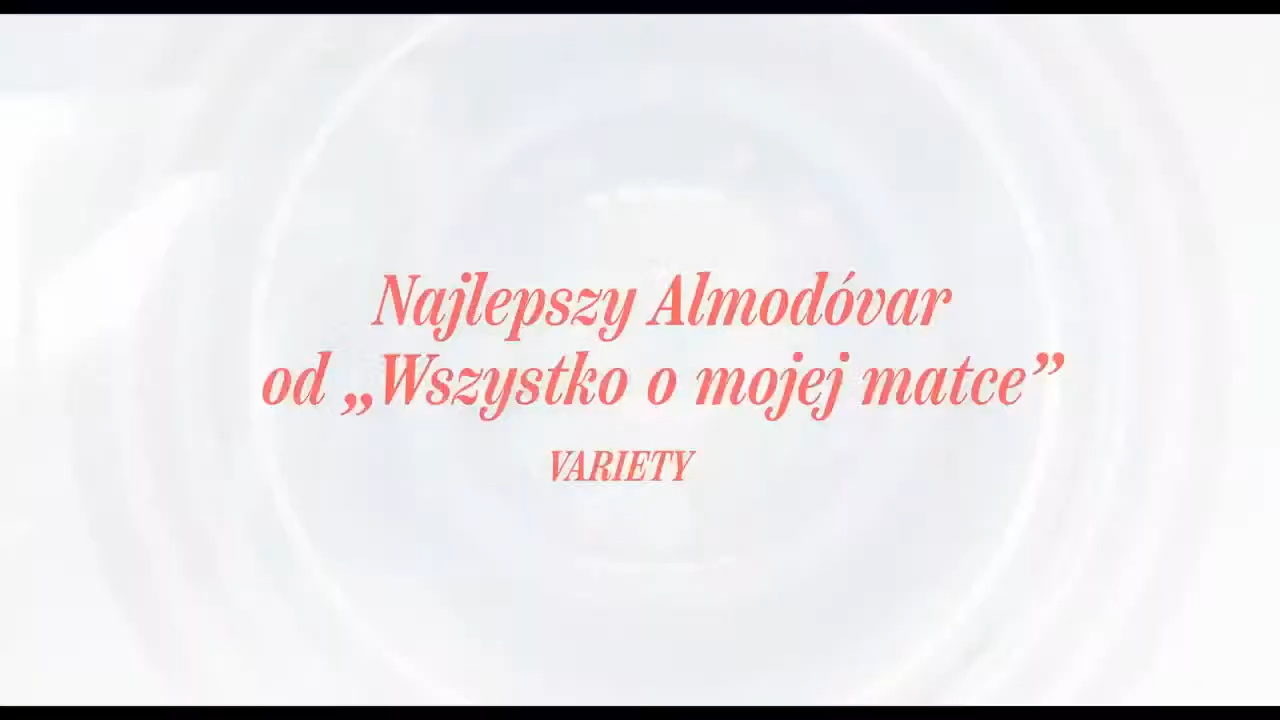 Najlepszy Almodóvar
od „Wszystko o mojej matce”
VARIETY